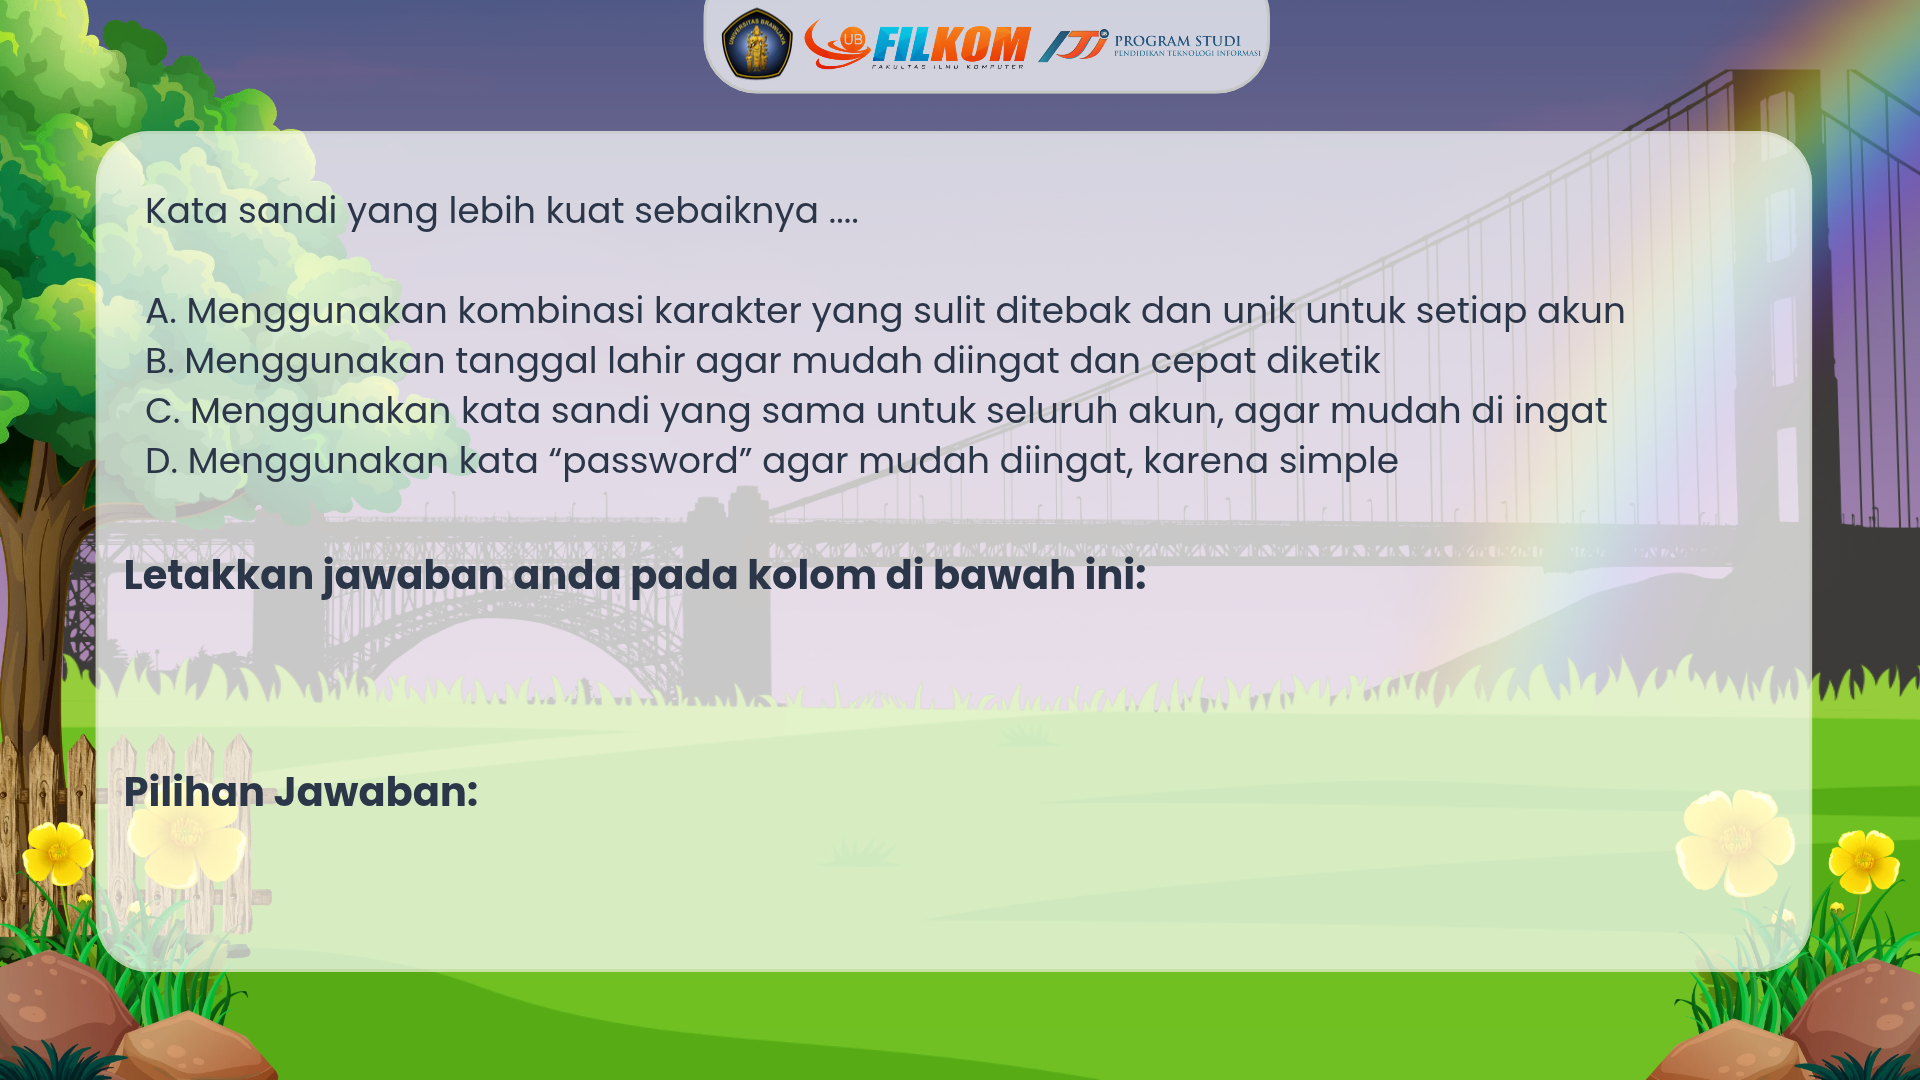 UNIVERSITAS BRAWIJAYA
UB
FILKOM
FAKULTAS ILMU KOMPUTER
PROGRAM STUDI
PENDIDIKAN TEKNOLOGI INFORMASI
Kata sandi yang lebih kuat sebaiknya ....
A. Menggunakan kombinasi karakter yang sulit ditebak dan unik untuk setiap akun
B. Menggunakan tanggal lahir agar mudah diingat dan cepat diketik
C. Menggunakan kata sandi yang sama untuk seluruh akun, agar mudah di ingat
D. Menggunakan kata “password” agar mudah diingat, karena simple
Letakkan jawaban anda pada kolom di bawah ini:
Pilihan Jawaban: